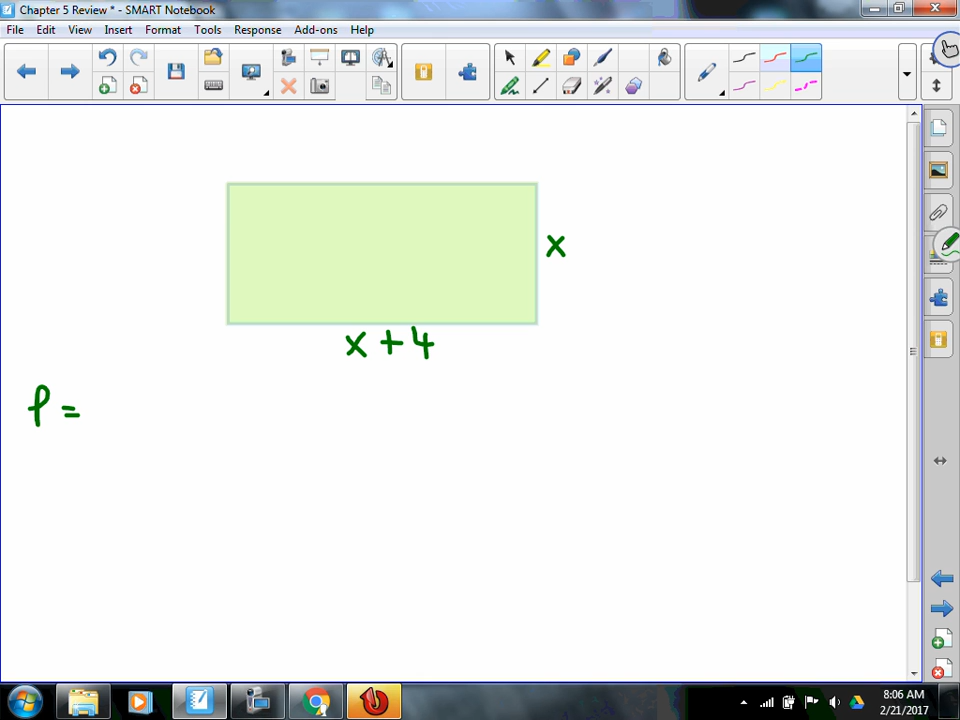 Chapter 5 Review * - SMART Notebook
File Edit View Insert Format Tools Response Add-ons Help
x
x + 4
P =
8:06 AM
2/21/2017